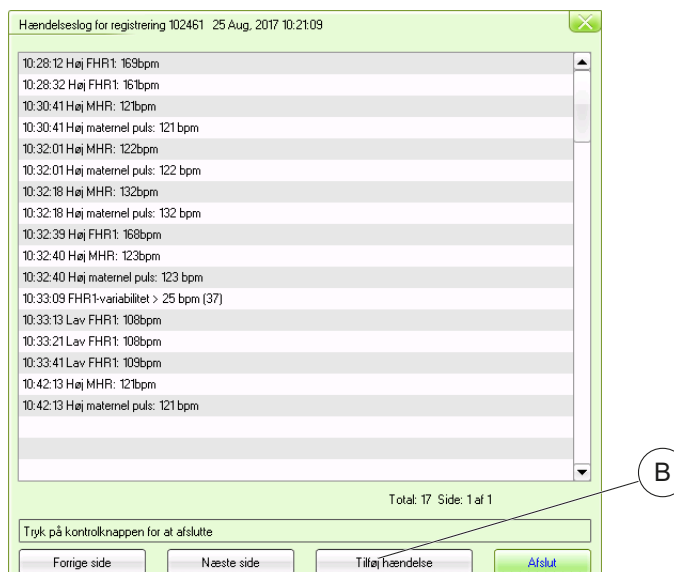 Hændelseslog for registrering 102461 25 Aug, 2017 10:21:09
10:28:12 Høj FHR1: 169bpm
10:28:32 Høj FHR1: 161bpm
10:30:41 Høj MHR: 121bpm
10:30:41 Høj maternel puls: 121 bpm
10:32:01 Høj MHR: 122bpm
10:32:01 Høj maternel puls: 122 bpm
10:32:18 Høj MHR: 132bpm
10:32:18 Høj maternel puls: 132 bpm
10:32:39 Høj FHR1: 168bpm
10:32:40 Høj MHR: 123bpm
10:32:40 Høj maternel puls: 123 bpm
10:33:09 FHR1-variabilitet > 25 bpm (37)
10:33:13 Lav FHR1: 108bpm
10:33:21 Lav FHR1: 108bpm
10:33:41 Lav FHR1: 109bpm
10:42:13 Høj MHR: 121bpm
10:42:13 Høj maternel puls: 121 bpm
B
Total: 17 Side: 1 af 1
Tryk på kontrolknappen for at afslutte
Forrige side Næste side Tilføj hændelse Afslut